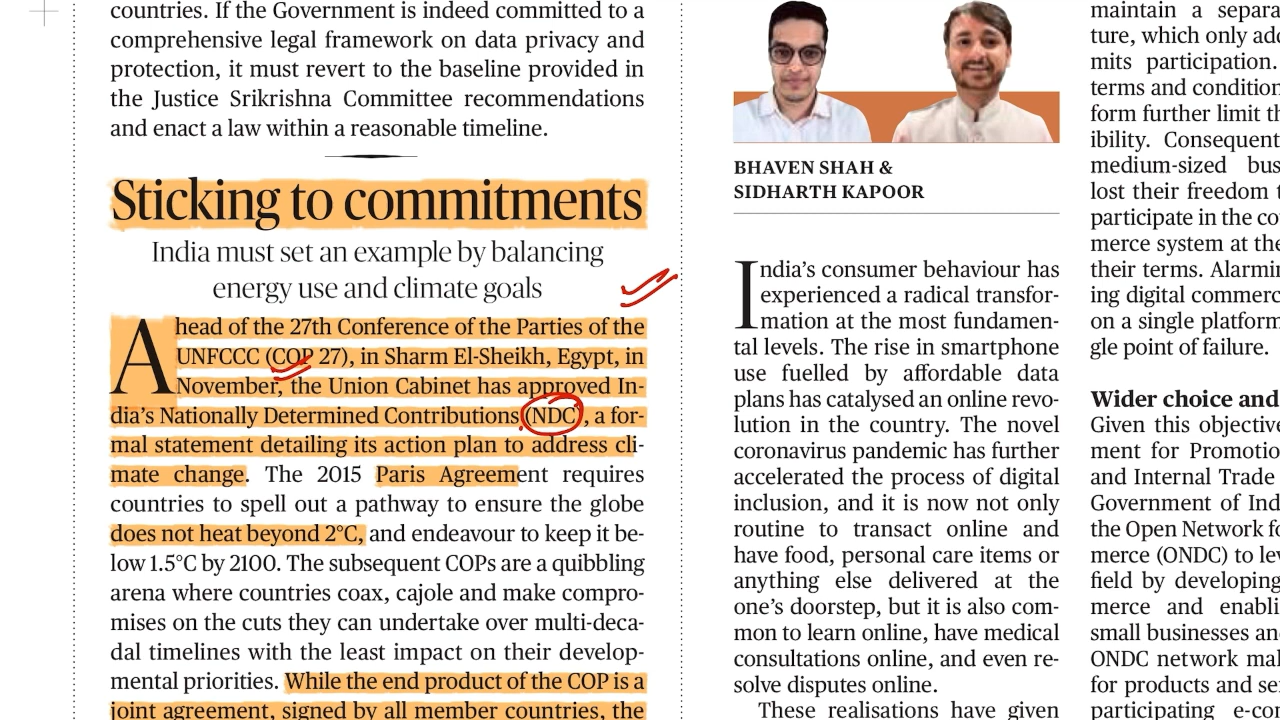 countries. If the Government is indeed committed to a
comprehensive legal framework on data privacy and
protection, it must revert to the baseline provided in
the Justice Srikrishna Committee recommendations
and enact a law within a reasonable timeline.
Sticking to commitments
India must set an example by balancing
energy use and climate goals
Ahead of the 27th Conference of the Parties of the
UNFCCC (COP 27), in Sharm El-Sheikh, Egypt, in
November, the Union Cabinet has approved In-
dia’s Nationally Determined Contributions (NDC), a for-
mal statement detailing its action plan to address cli-
mate change. The 2015 Paris Agreement requires
countries to spell out a pathway to ensure the globe
does not heat beyond 2°C, and endeavour to keep it be-
low 1.5°C by 2100. The subsequent COPs are a quibbling
arena where countries coax, cajole and make compro-
mises on the cuts they can undertake over multi-deca-
dal timelines with the least impact on their develop-
mental priorities. While the end product of the COP is a
joint agreement, signed by all member countries, the
BHAVEN SHAH &
SIDHARTH KAPOOR
India’s consumer behaviour has
experienced a radical transfor-
mation at the most fundamen-
tal levels. The rise in smartphone
use fuelled by affordable data
plans has catalysed an online revo-
lution in the country. The novel
coronavirus pandemic has further
accelerated the process of digital
inclusion, and it is now not only
routine to transact online and
have food, personal care items or
anything else delivered at the
one’s doorstep, but it is also com-
mon to learn online, have medical
consultations online, and even re-
solve disputes online.
These realisations have given
maintain a separa
ture, which only add
mits participation.
terms and condition
form further limit th
ibility. Consequent
medium-sized bus
lost their freedom t
participate in the co
merce system at the
their terms. Alarmin
ing digital commerc
on a single platform
gle point of failure.
Wider choice and
Given this objective
ment for Promotio
and Internal Trade
Government of Ind
the Open Network fo
merce (ONDC) to lev
field by developing
merce and enabli
small businesses an
ONDC network mak
for products and se
participating e-co